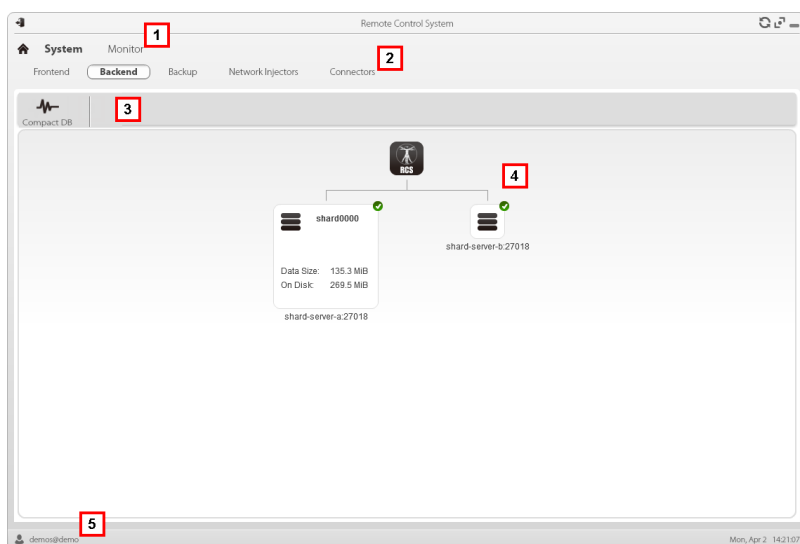 Remote Control System
1
System Monitor
2
Frontend Backend Backup Network Injectors Connectors
3
Compact DB
RCS
4
shard0000
shard-server-b:27018
Data Size: 135.3 MiB
On Disk: 269.5 MiB
shard-server-a:27018
5
demos@demo Mon, Apr 2 14:21:07